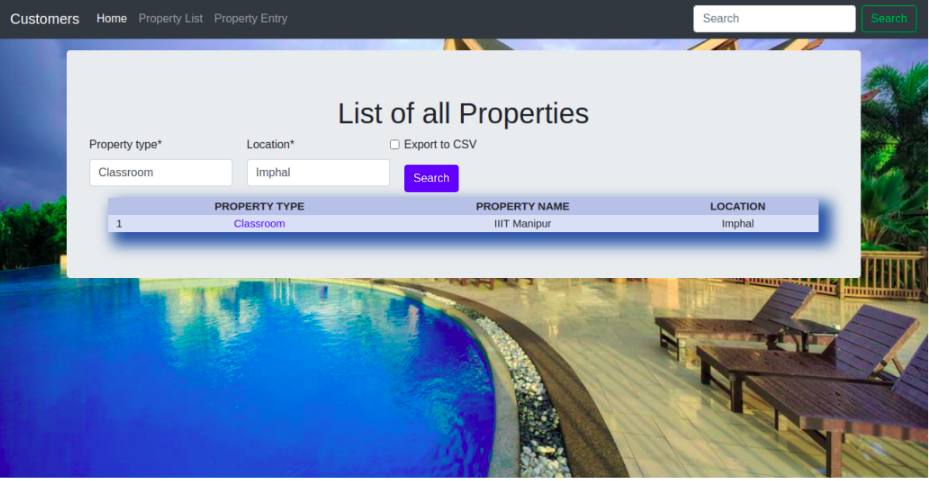 Customers Home Property List Property Entry Search Search
List of all Properties
Property type* Location* Export to CSV
Classroom Imphal Search
PROPERTY TYPE PROPERTY NAME LOCATION
1 Classroom IIIT Manipur Imphal